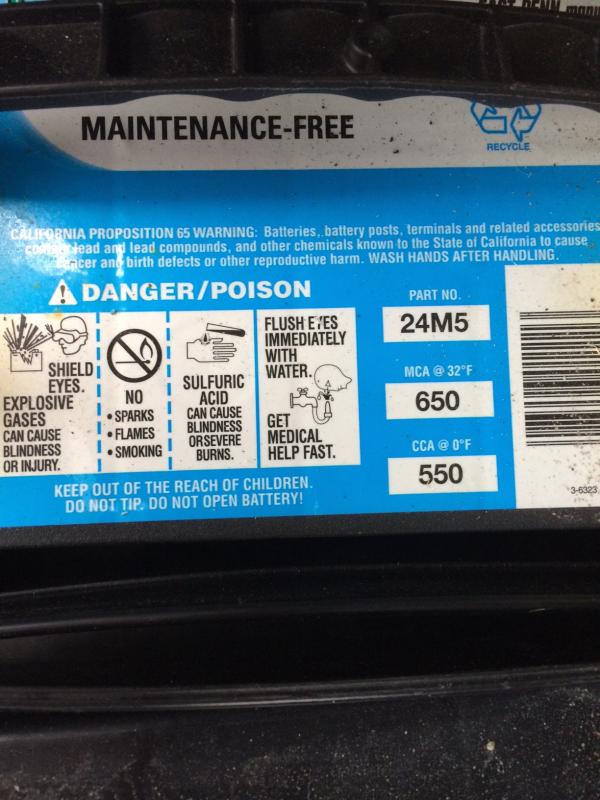 MAINTENANCE-FREE
RECYCLE
CALIFORNIA PROPOSITION 65 WARNING: Batteries, battery posts, terminals and related accessories
contain lead and lead compounds, and other chemicals known to the State of California to cause
cancer and birth defects or other reproductive harm. WASH HANDS AFTER HANDLING.
DANGER/POISON
SHIELD
EYES.
EXPLOSIVE
GASES
CAN CAUSE
BLINDNESS
OR INJURY.
NO
• SPARKS
• FLAMES
• SMOKING
SULFURIC
ACID
CAN CAUSE
BLINDNESS
OR SEVERE
BURNS.
FLUSH EYES
IMMEDIATELY
WITH
WATER.
GET
MEDICAL
HELP FAST.
KEEP OUT OF THE REACH OF CHILDREN.
DO NOT TIP. DO NOT OPEN BATTERY!
PART NO.
24M5
MCA @ 32°F
650
CCA @ 0°F
550
3-6323